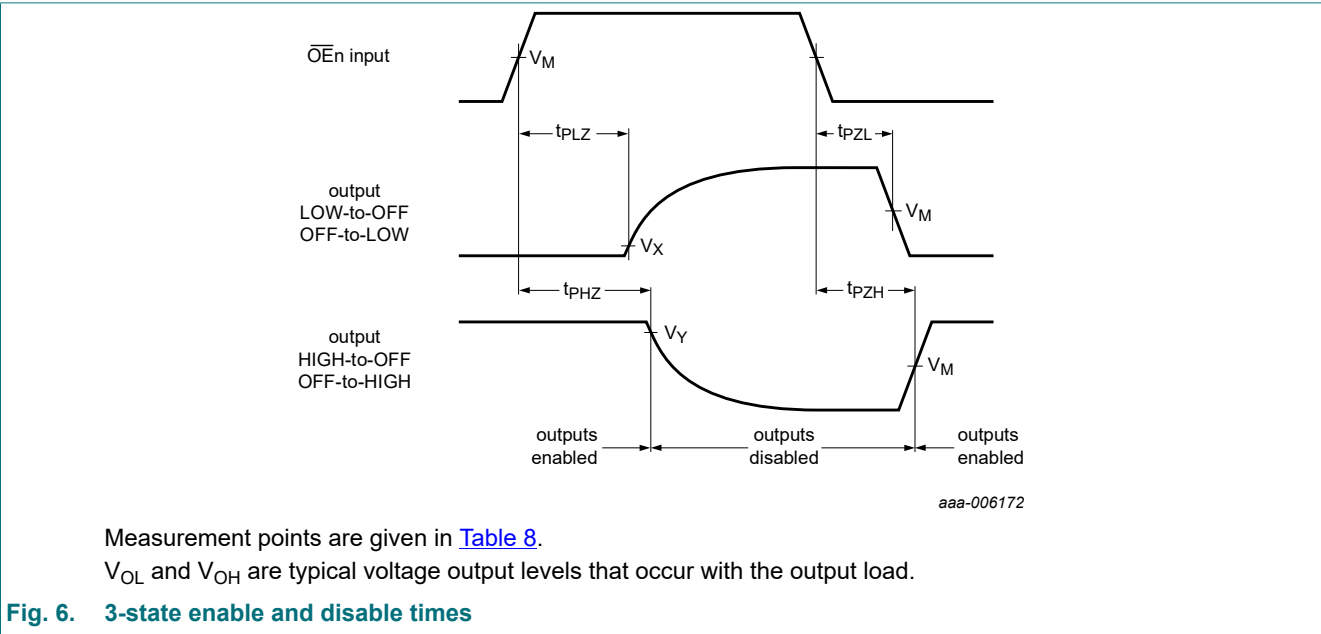 O̅E̅n input
VM
tPLZ
tPZL
output
LOW-to-OFF
OFF-to-LOW
VM
VX
tPHZ
tPZH
output
HIGH-to-OFF
OFF-to-HIGH
VY
VM
outputs
enabled
outputs
disabled
outputs
enabled
aaa-006172
Measurement points are given in Table 8.
VOL and VOH are typical voltage output levels that occur with the output load.
Fig. 6. 3-state enable and disable times